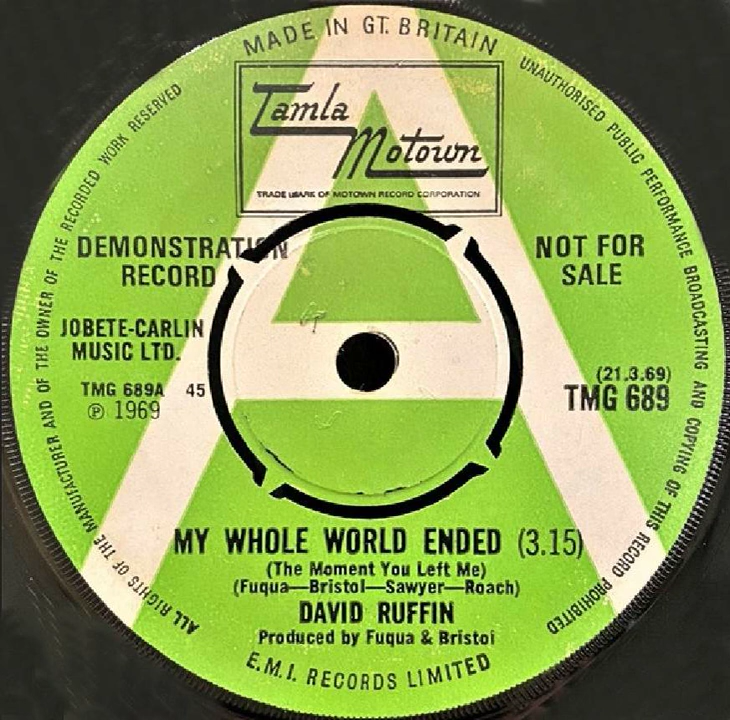 MADE IN GT. BRITAIN
Tamla
Motown
TRADE MARK OF MOTOWN RECORD CORPORATION
DEMONSTRATION
RECORD
NOT FOR
SALE
JOBETE-CARLIN
MUSIC LTD.
TMG 689A 45
℗ 1969
(21.3.69)
TMG 689
A
MY WHOLE WORLD ENDED (3.15)
(The Moment You Left Me)
(Fuqua—Bristol—Sawyer—Roach)
DAVID RUFFIN
Produced by Fuqua & Bristol
E.M.I. RECORDS LIMITED
ALL RIGHTS OF THE MANUFACTURER AND OF THE OWNER OF THE RECORDED WORK RESERVED
UNAUTHORISED PUBLIC PERFORMANCE BROADCASTING AND COPYING OF THIS RECORD PROHIBITED